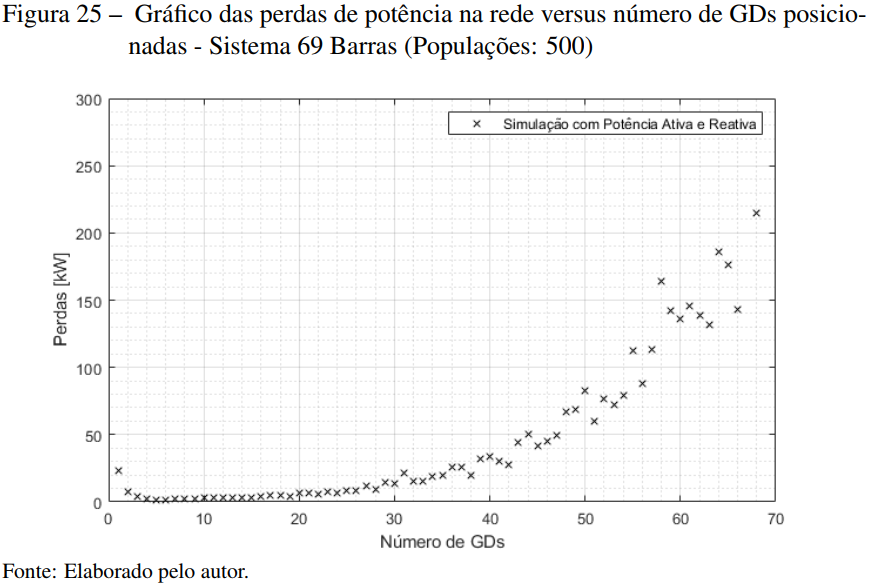 Figura 25 – Gráfico das perdas de potência na rede versus número de GDs posicio-
nadas - Sistema 69 Barras (Populações: 500)
300
Simulação com Potência Ativa e Reativa
250
200
150
100
50
0
Perdas [kW]
0 10 20 30 40 50 60 70
Número de GDs
Fonte: Elaborado pelo autor.